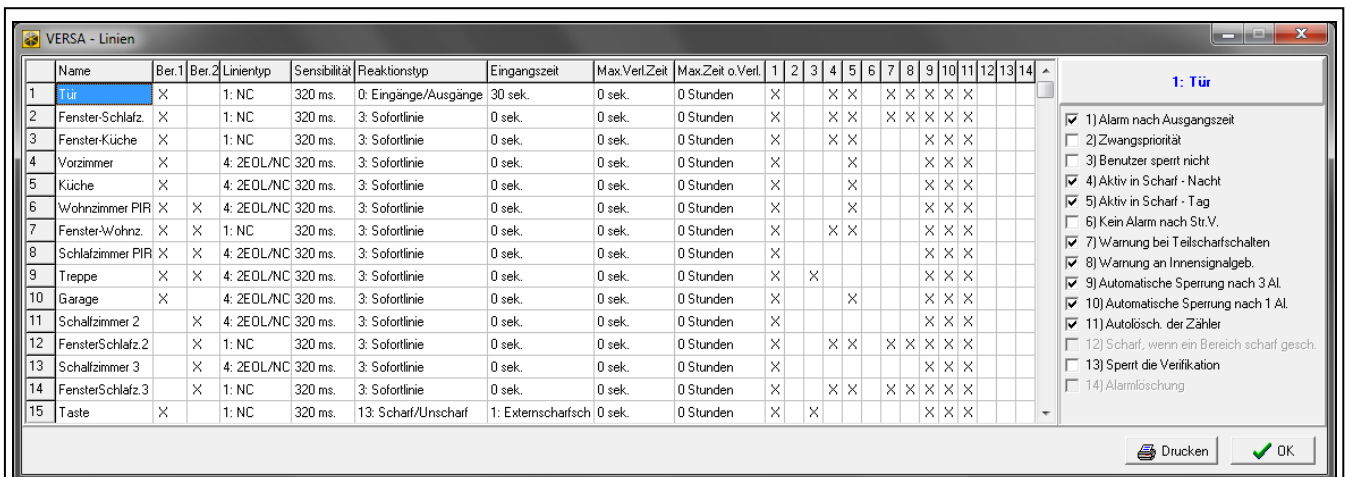 VERSA - Linien
Name Ber.1 Ber.2 Linientyp Sensibilität Reaktionstyp Eingangszeit Max.Verl.Zeit Max.Zeit o.Verl. 1 2 3 4 5 6 7 8 9 10 11 12 13 14
1 Tür X 1: NC 320 ms. 0: Eingänge/Ausgänge 30 sek. 0 sek. 0 Stunden X X X X X X X X
2 Fenster-Schlafz. X 1: NC 320 ms. 3: Sofortlinie 0 sek. 0 sek. 0 Stunden X X X X X X X X
3 Fenster-Küche X 1: NC 320 ms. 3: Sofortlinie 0 sek. 0 sek. 0 Stunden X X X X X X
4 Vorzimmer X 4: 2EOL/NC 320 ms. 3: Sofortlinie 0 sek. 0 sek. 0 Stunden X X X X X
5 Küche X 4: 2EOL/NC 320 ms. 3: Sofortlinie 0 sek. 0 sek. 0 Stunden X X X X X
6 Wohnzimmer PIR X X 4: 2EOL/NC 320 ms. 3: Sofortlinie 0 sek. 0 sek. 0 Stunden X X X X X
7 Fenster-Wohnz. X X 1: NC 320 ms. 3: Sofortlinie 0 sek. 0 sek. 0 Stunden X X X X X X
8 Schlafzimmer PIR X X 4: 2EOL/NC 320 ms. 3: Sofortlinie 0 sek. 0 sek. 0 Stunden X X X X
9 Treppe X X 4: 2EOL/NC 320 ms. 3: Sofortlinie 0 sek. 0 sek. 0 Stunden X X X X X
10 Garage X 4: 2EOL/NC 320 ms. 3: Sofortlinie 0 sek. 0 sek. 0 Stunden X X X X X
11 Schalfzimmer 2 X 4: 2EOL/NC 320 ms. 3: Sofortlinie 0 sek. 0 sek. 0 Stunden X X X X
12 FensterSchlafz.2 X 1: NC 320 ms. 3: Sofortlinie 0 sek. 0 sek. 0 Stunden X X X X X X X X
13 Schalfzimmer 3 X 4: 2EOL/NC 320 ms. 3: Sofortlinie 0 sek. 0 sek. 0 Stunden X X X X
14 FensterSchlafz.3 X 1: NC 320 ms. 3: Sofortlinie 0 sek. 0 sek. 0 Stunden X X X X X X X X
15 Taste X 1: NC 320 ms. 13: Scharf/Unscharf 1: Externscharfsch 0 sek. 0 Stunden X X X X X
1: Tür
1) Alarm nach Ausgangszeit
2) Zwangspriorität
3) Benutzer sperrt nicht
4) Aktiv in Scharf - Nacht
5) Aktiv in Scharf - Tag
6) Kein Alarm nach Str.V.
7) Warnung bei Teilscharfschalten
8) Warnung an Innensignalgeb.
9) Automatische Sperrung nach 3 Al.
10) Automatische Sperrung nach 1 Al.
11) Autolösch. der Zähler
12) Scharf, wenn ein Bereich scharf gesch.
13) Sperrt die Verifikation
14) Alarmlöschung
Drucken
OK